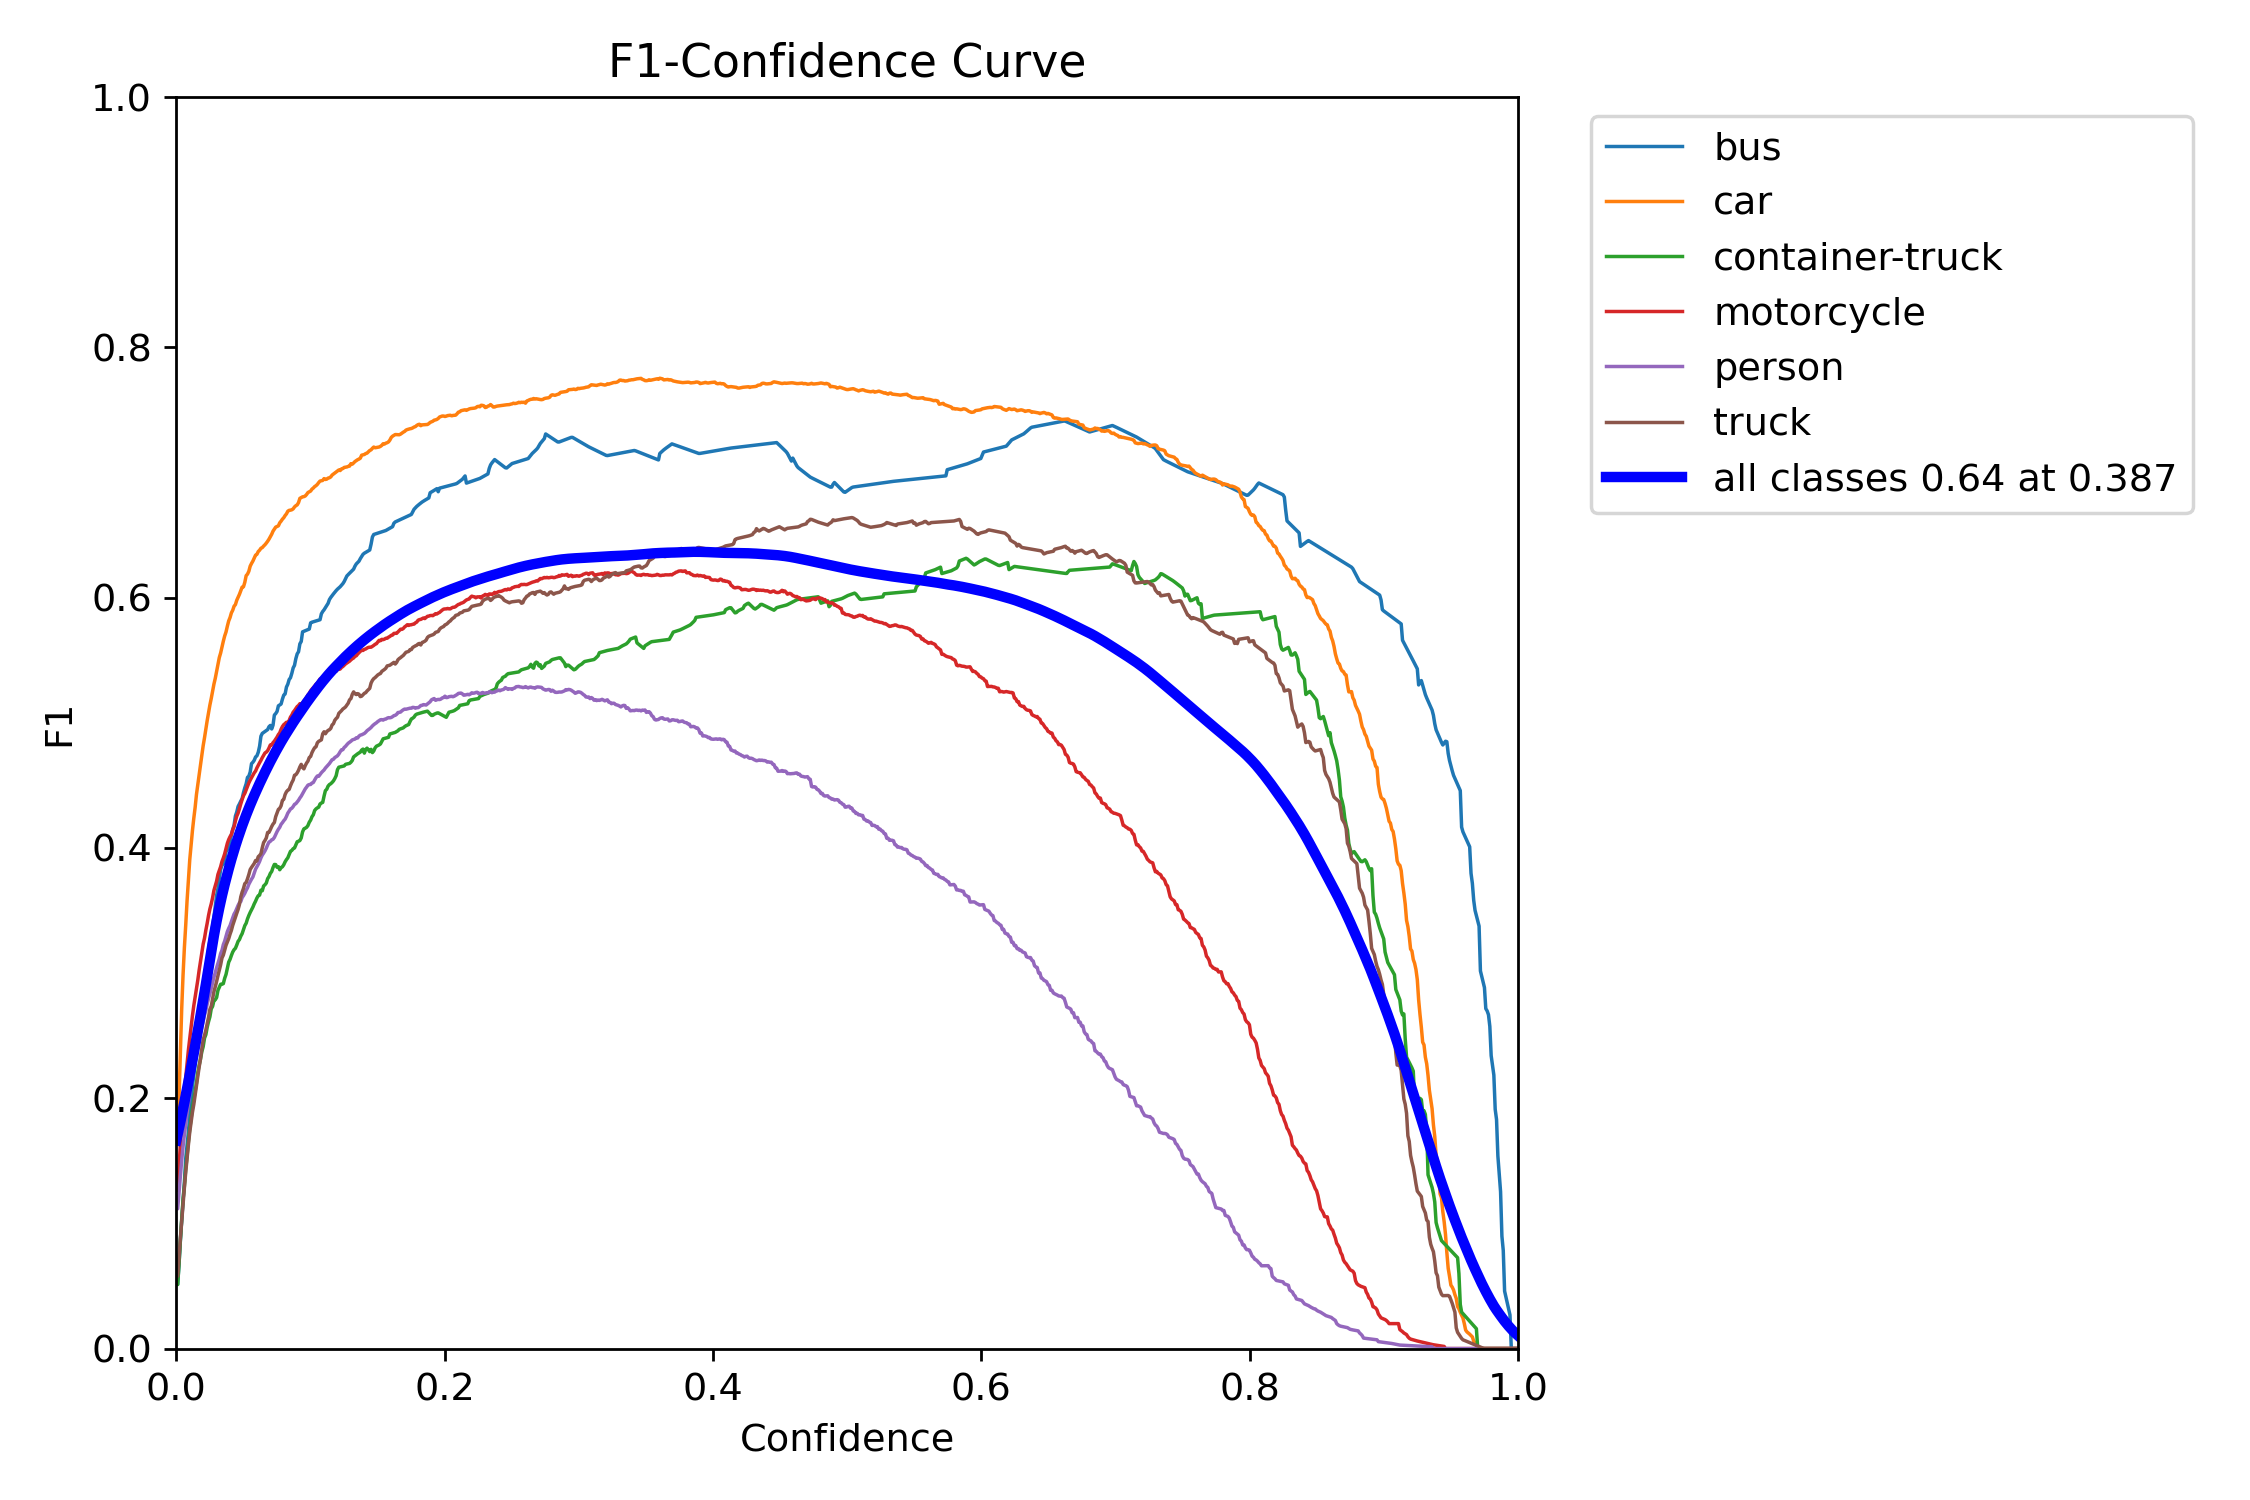 F1-Confidence Curve
1.0
0.8
0.6
0.4
0.2
0.0
F1
0.0 0.2 0.4 0.6 0.8 1.0
Confidence
bus
car
container-truck
motorcycle
person
truck
all classes 0.64 at 0.387